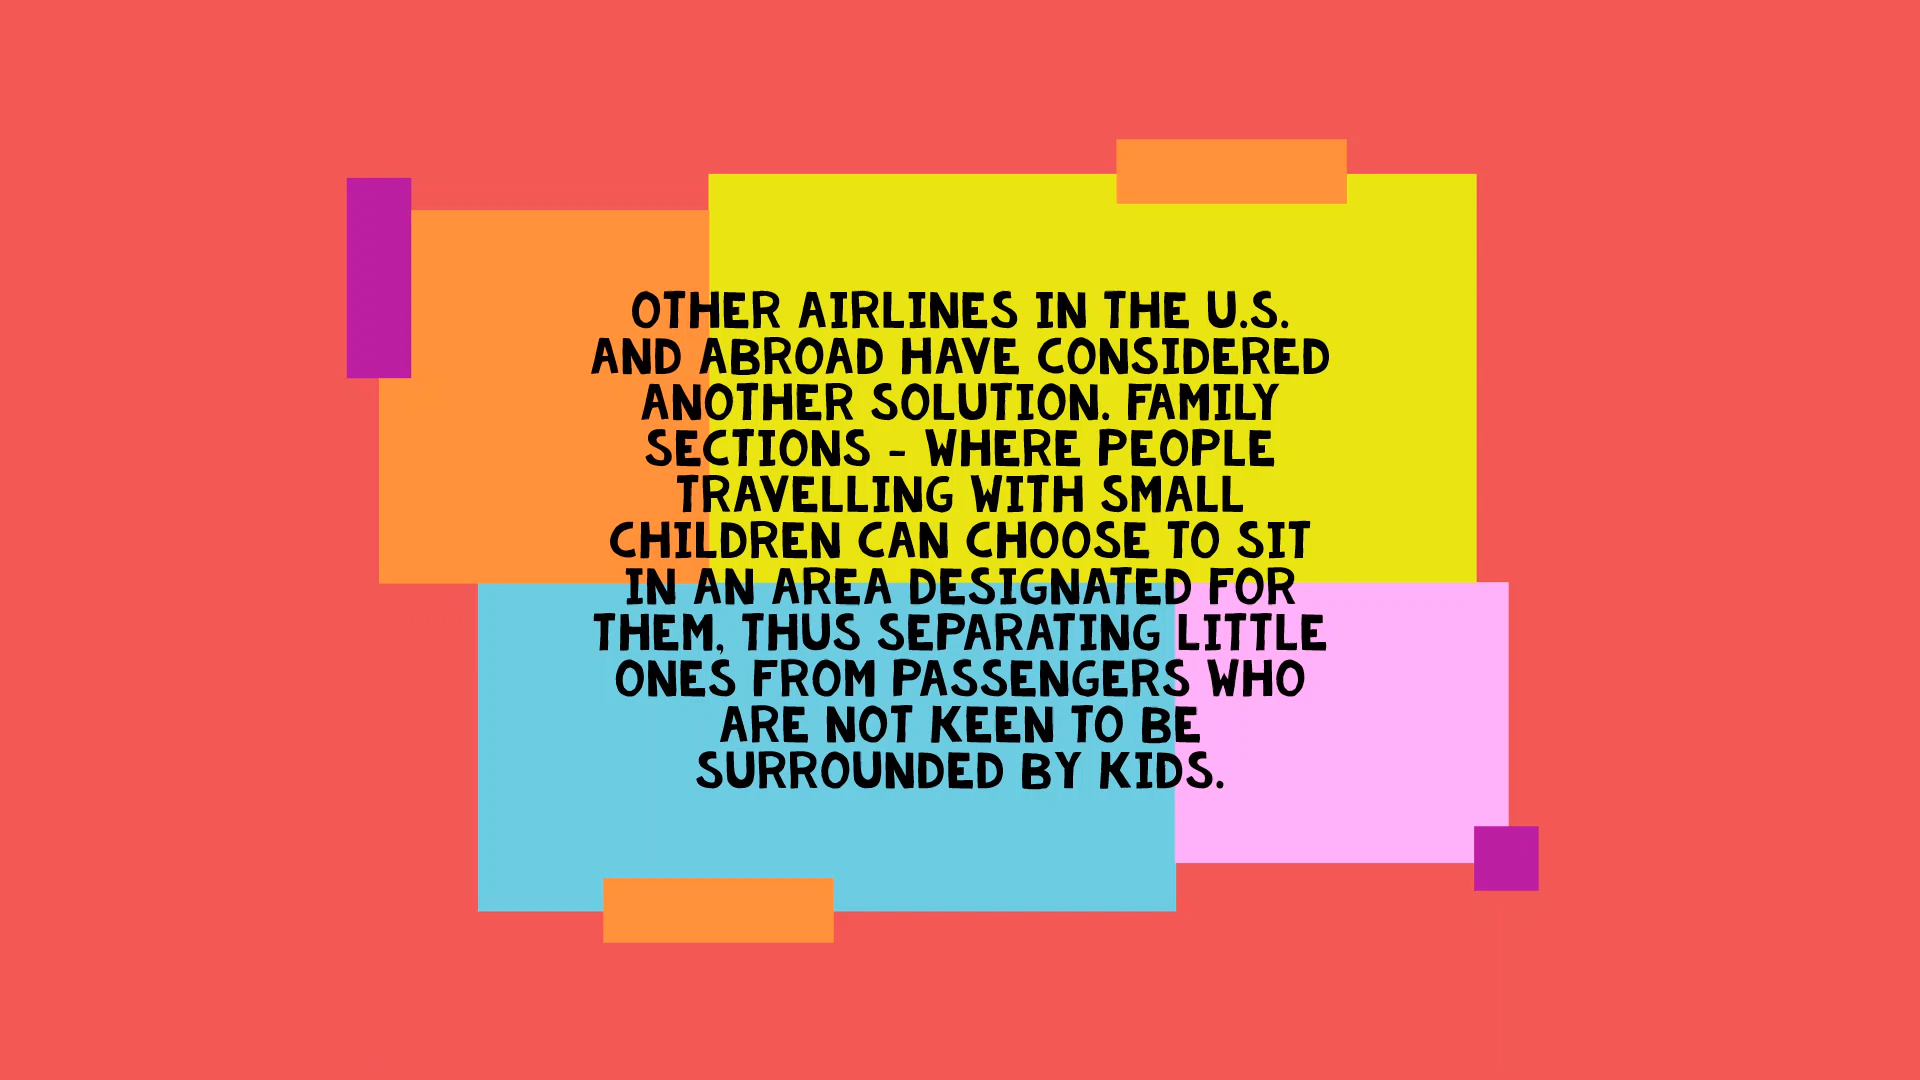 OTHER AIRLINES IN THE U.S.
AND ABROAD HAVE CONSIDERED
ANOTHER SOLUTION. FAMILY
SECTIONS - WHERE PEOPLE
TRAVELLING WITH SMALL
CHILDREN CAN CHOOSE TO SIT
IN AN AREA DESIGNATED FOR
THEM, THUS SEPARATING LITTLE
ONES FROM PASSENGERS WHO
ARE NOT KEEN TO BE
SURROUNDED BY KIDS.